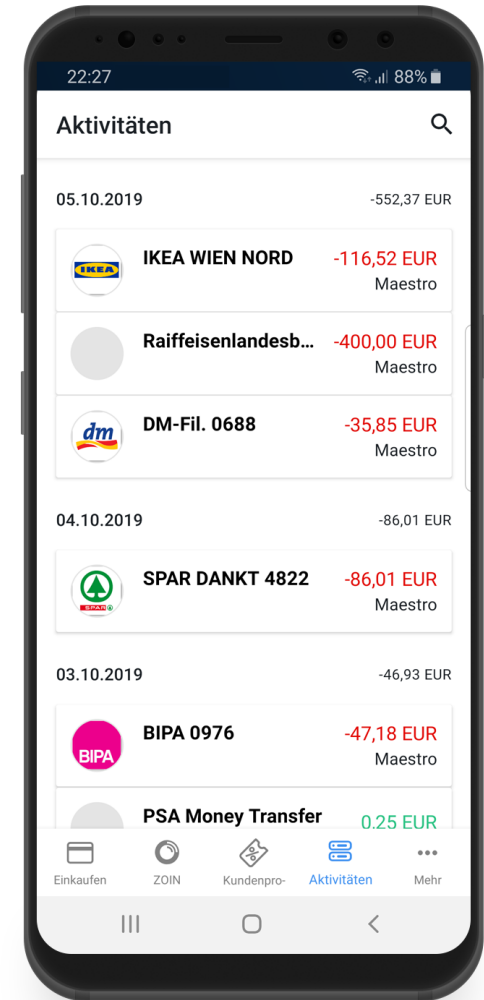 22:27 88%
Aktivitäten
05.10.2019 -552,37 EUR
IKEA IKEA WIEN NORD -116,52 EUR
Maestro
Raiffeisenlandesb... -400,00 EUR
Maestro
dm DM-Fil. 0688 -35,85 EUR
Maestro
04.10.2019 -86,01 EUR
SPAR SPAR DANKT 4822 -86,01 EUR
Maestro
03.10.2019 -46,93 EUR
BIPA BIPA 0976 -47,18 EUR
Maestro
PSA Money Transfer 0,25 EUR
Einkaufen ZOIN Kundenpro- Aktivitäten Mehr